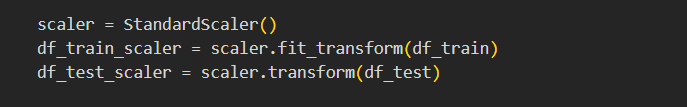 scaler = StandardScaler()
df_train_scaler = scaler.fit_transform(df_train)
df_test_scaler = scaler.transform(df_test)